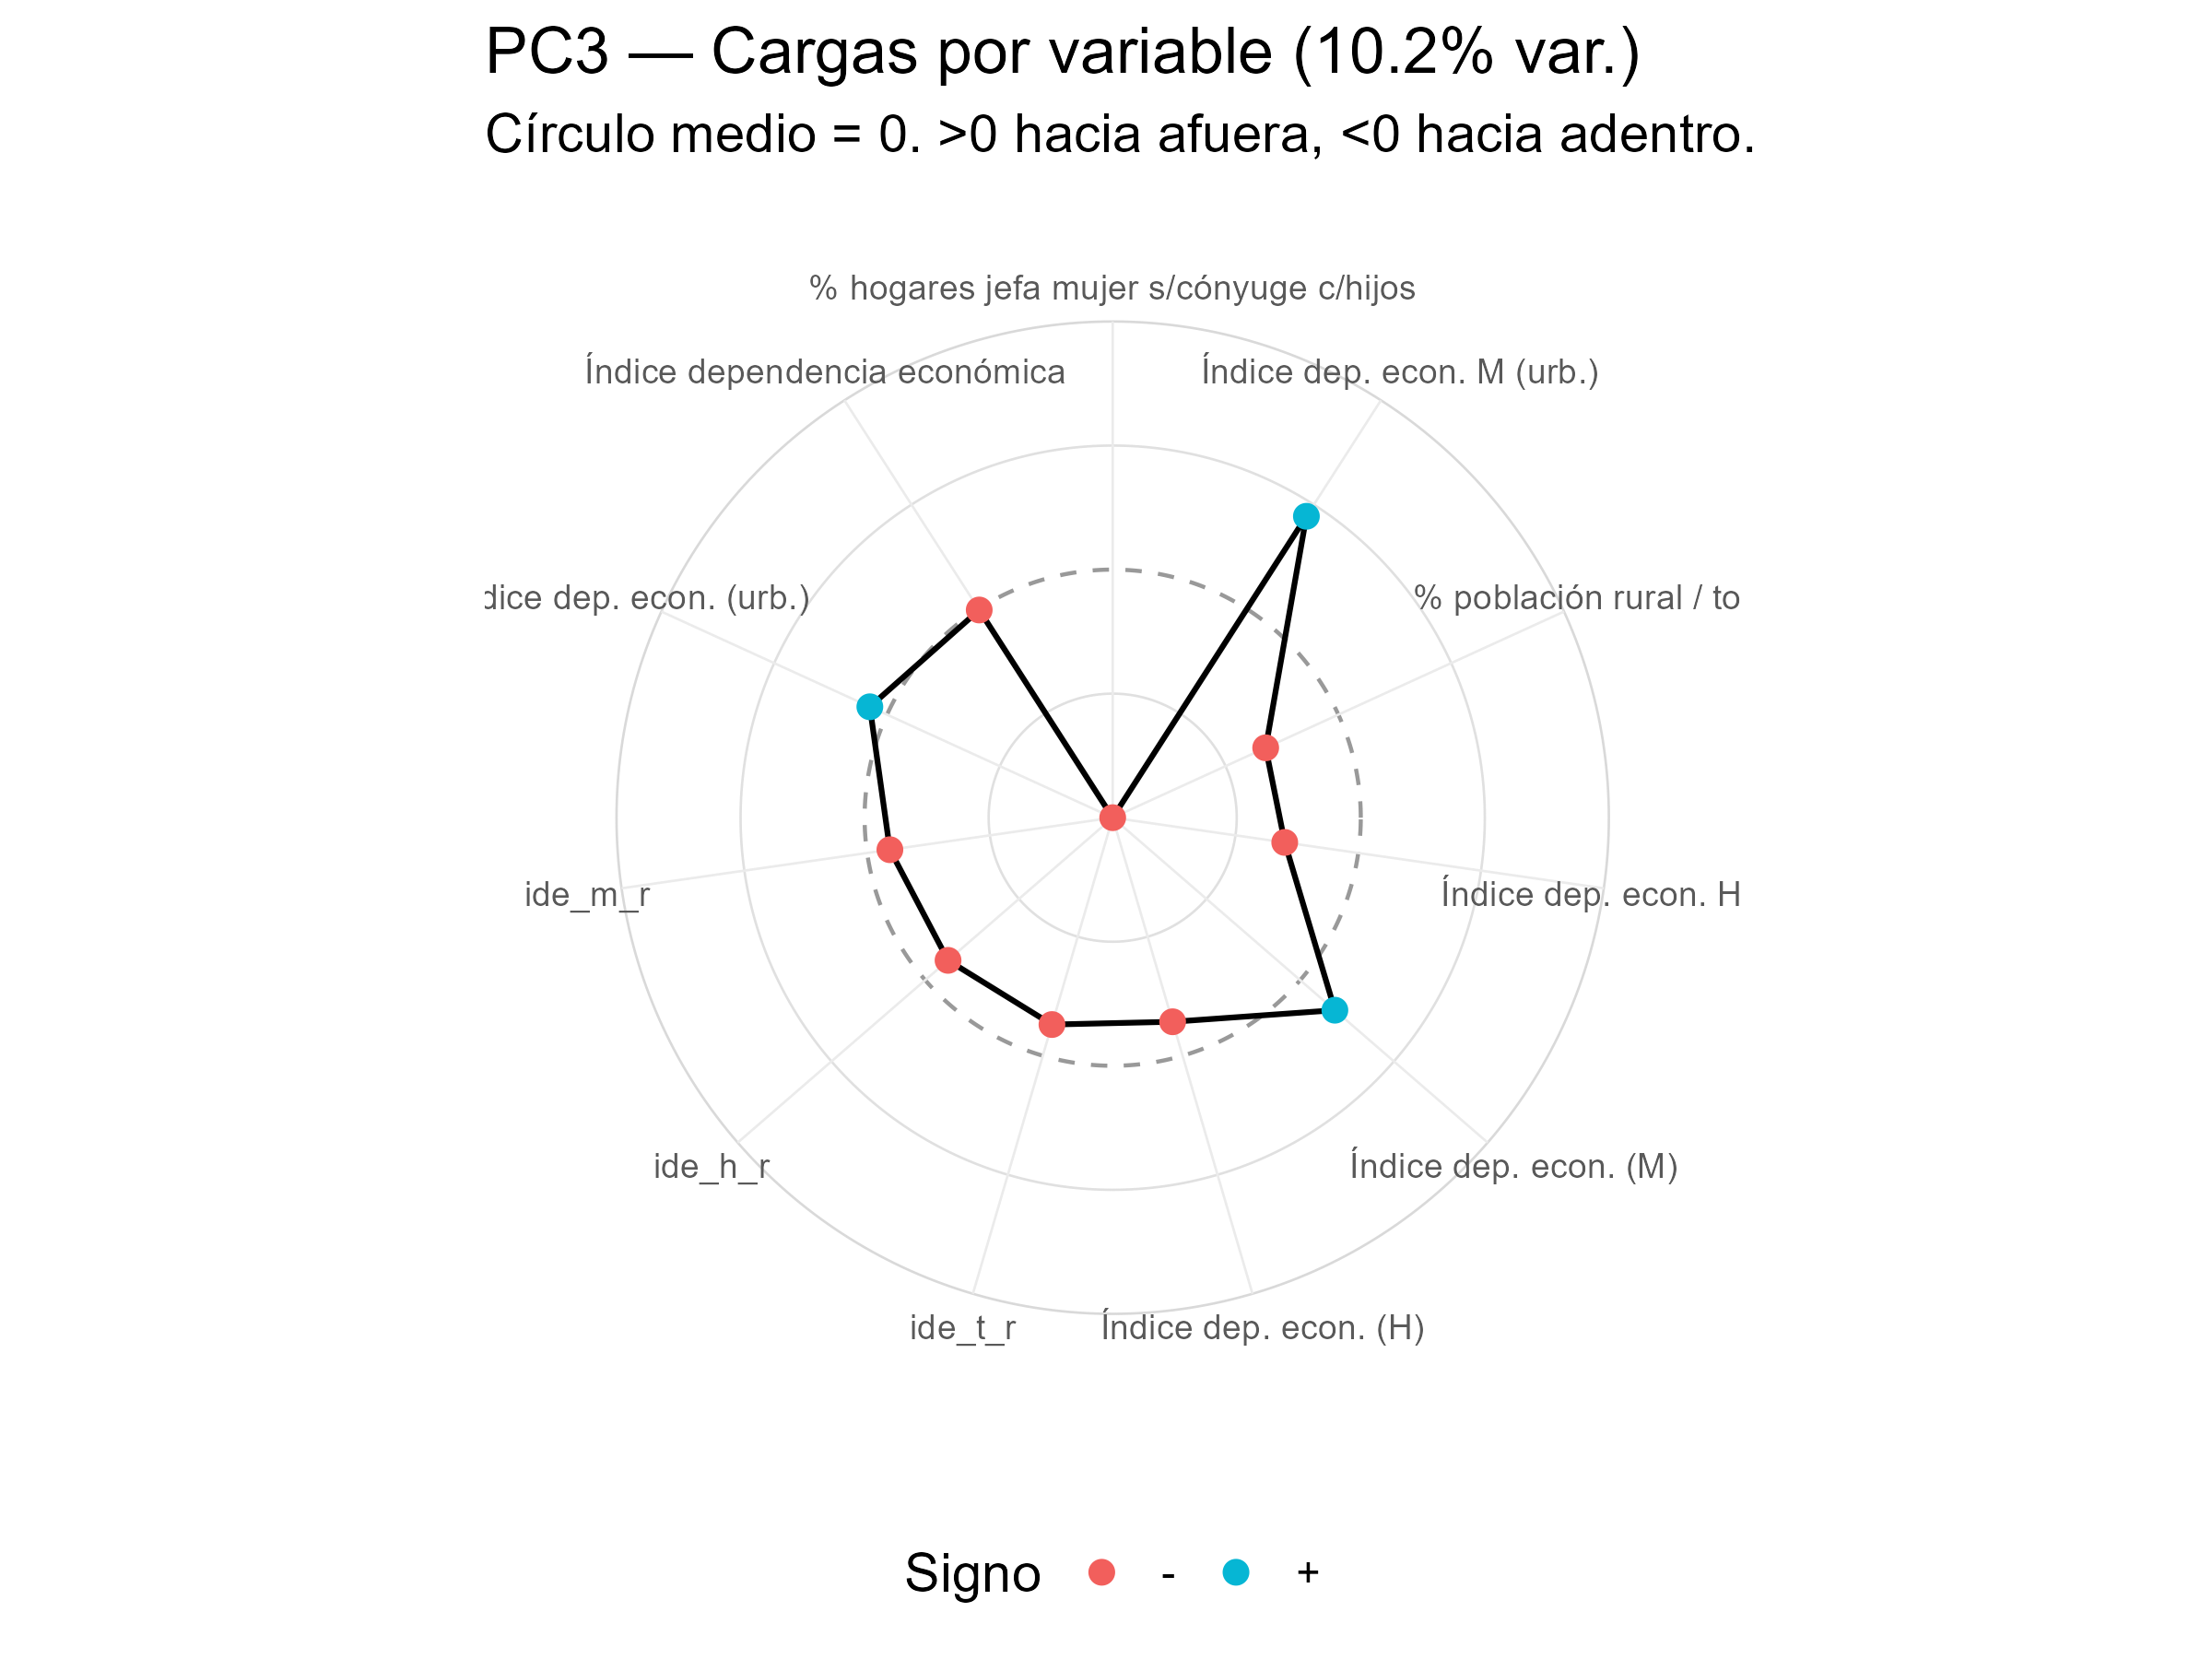 PC3 — Cargas por variable (10.2% var.)
Círculo medio = 0. >0 hacia afuera, <0 hacia adentro.
% hogares jefa mujer s/cónyuge c/hijos
Índice dependencia económica
Índice dep. econ. M (urb.)
dice dep. econ. (urb.)
% población rural / to
ide_m_r
Índice dep. econ. H
ide_h_r
Índice dep. econ. (M)
ide_t_r
Índice dep. econ. (H)
Signo - +